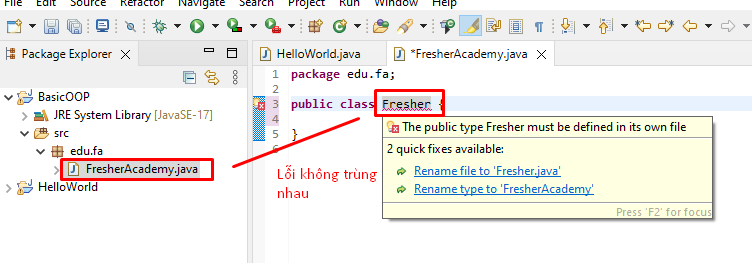 File Edit Source Refactor Navigate Search Project Run Window Help
Package Explorer
BasicOOP
JRE System Library [JavaSE-17]
src
edu.fa
FresherAcademy.java
HelloWorld
HelloWorld.java
*FresherAcademy.java
1 package edu.fa;
2
3 public class Fresher {
4
5 }
6
The public type Fresher must be defined in its own file
2 quick fixes available:
Rename file to 'Fresher.java'
Rename type to 'FresherAcademy'
Press 'F2' for focus
Lỗi không trùng
nhau